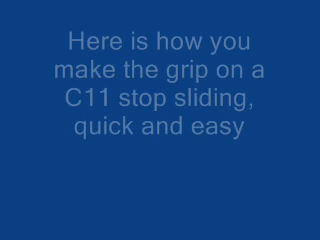 Here is how you
make the grip on a
C11 stop sliding,
quick and easy